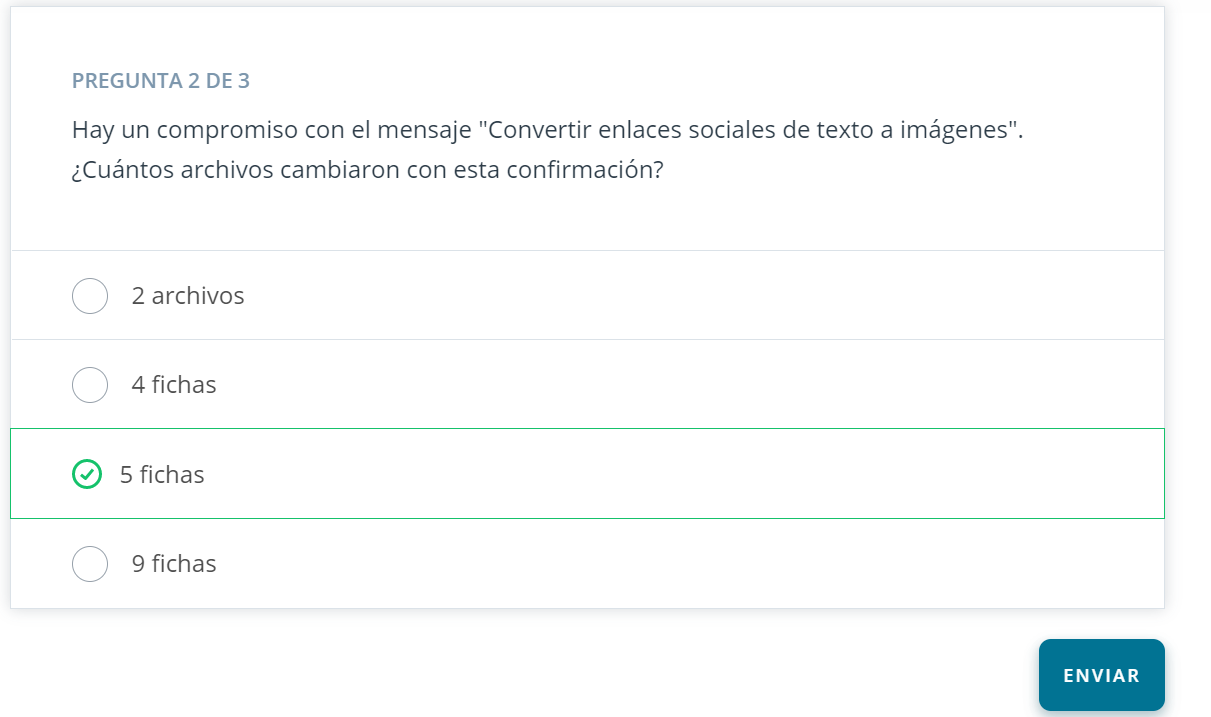 PREGUNTA 2 DE 3
Hay un compromiso con el mensaje "Convertir enlaces sociales de texto a imágenes".
¿Cuántos archivos cambiaron con esta confirmación?
2 archivos
4 fichas
5 fichas
9 fichas
ENVIAR